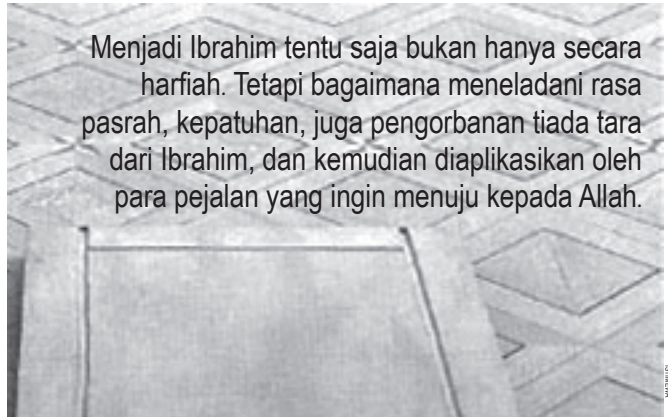 Menjadi Ibrahim tentu saja bukan hanya secara
harfiah. Tetapi bagaimana meneladani rasa
pasrah, kepatuhan, juga pengorbanan tiada tara
dari Ibrahim, dan kemudian diaplikasikan oleh
para pejalan yang ingin menuju kepada Allah.